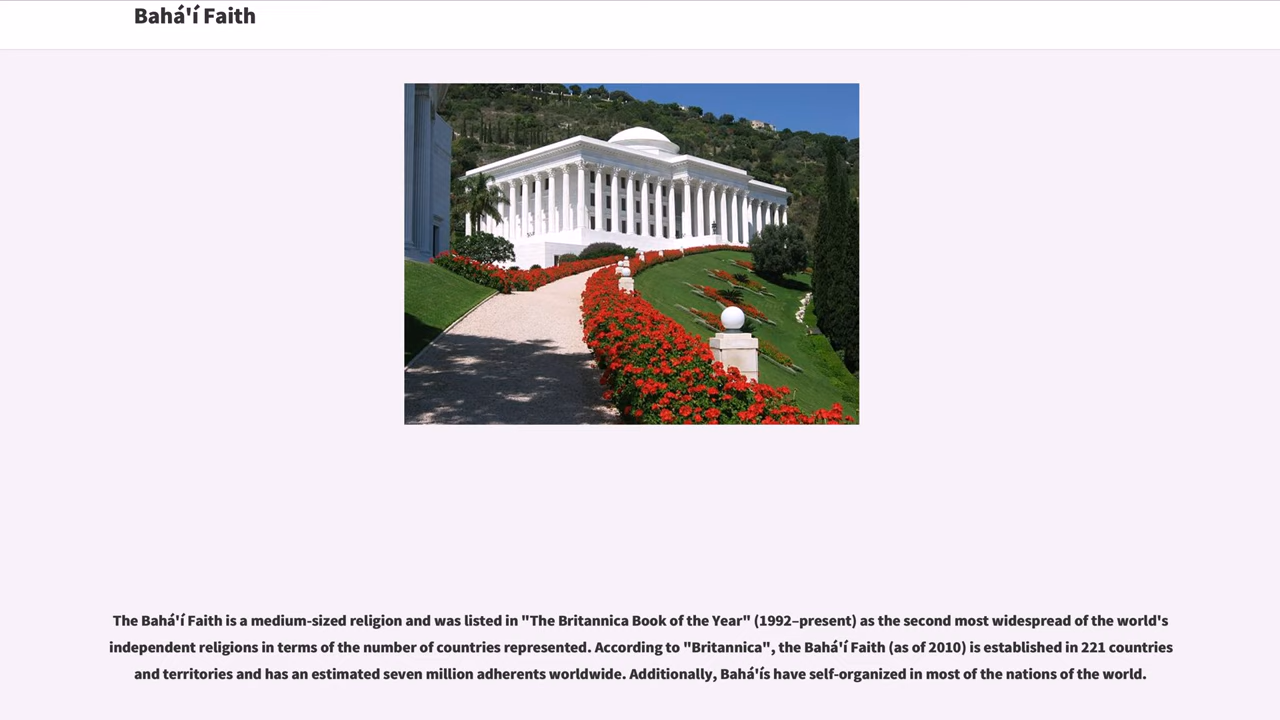 Bahá'í Faith
The Bahá'í Faith is a medium-sized religion and was listed in "The Britannica Book of the Year" (1992–present) as the second most widespread of the world's
independent religions in terms of the number of countries represented. According to "Britannica", the Bahá'í Faith (as of 2010) is established in 221 countries
and territories and has an estimated seven million adherents worldwide. Additionally, Bahá'ís have self-organized in most of the nations of the world.